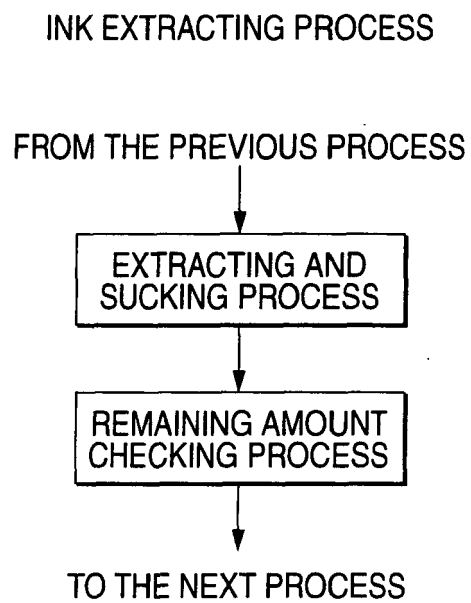 INK EXTRACTING PROCESS
FROM THE PREVIOUS PROCESS
EXTRACTING AND
SUCKING PROCESS
REMAINING AMOUNT
CHECKING PROCESS
TO THE NEXT PROCESS